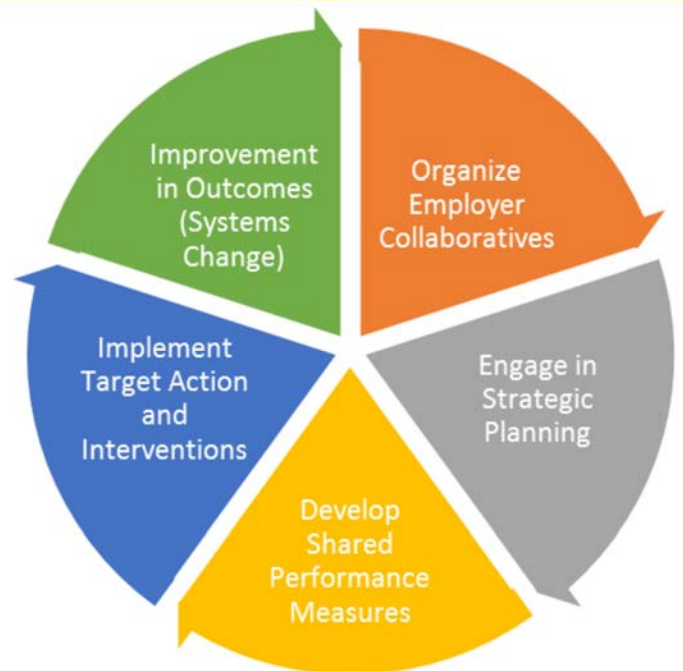 Organize
Employer
Collaboratives
Engage in
Strategic
Planning
Develop
Shared
Performance
Measures
Implement
Target Action
and
Interventions
Improvement
in Outcomes
(Systems
Change)